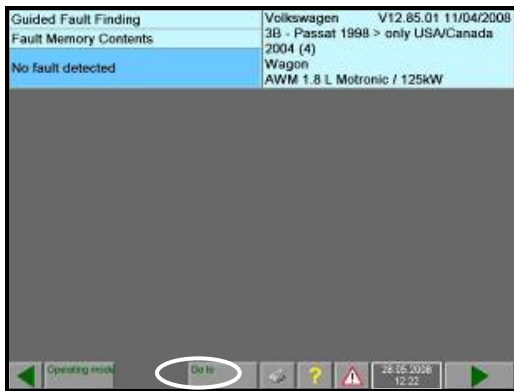 Guided Fault Finding
Fault Memory Contents
No fault detected
Volkswagen V12.85.01 11/04/2008
3B - Passat 1998 > only USA/Canada
2004 (4)
Wagon
AWM 1.8 L Motronic / 125kW
Operating mode
Go to
?
28.05.2008
12:22